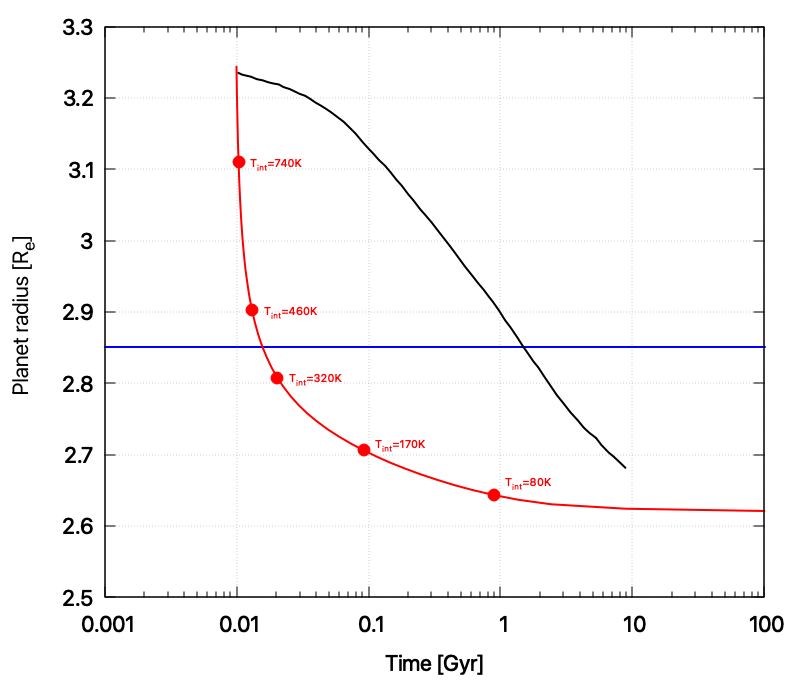 3.3
3.2
3.1
3
2.9
2.8
2.7
2.6
2.5
Planet radius [Re]
Tint=740K
Tint=460K
Tint=320K
Tint=170K
Tint=80K
0.001 0.01 0.1 1 10 100
Time [Gyr]